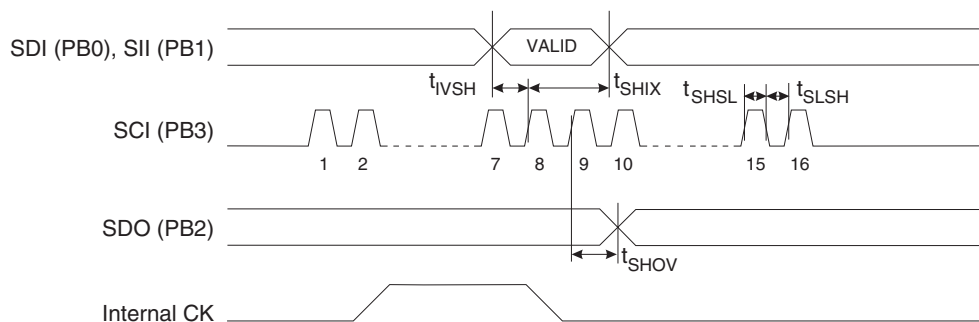 SDI (PB0), SII (PB1)
VALID
tIVSH
tSHIX
tSHSL
tSLSH
SCI (PB3)
1 2 7 8 9 10 15 16
SDO (PB2)
tSHOV
Internal CK